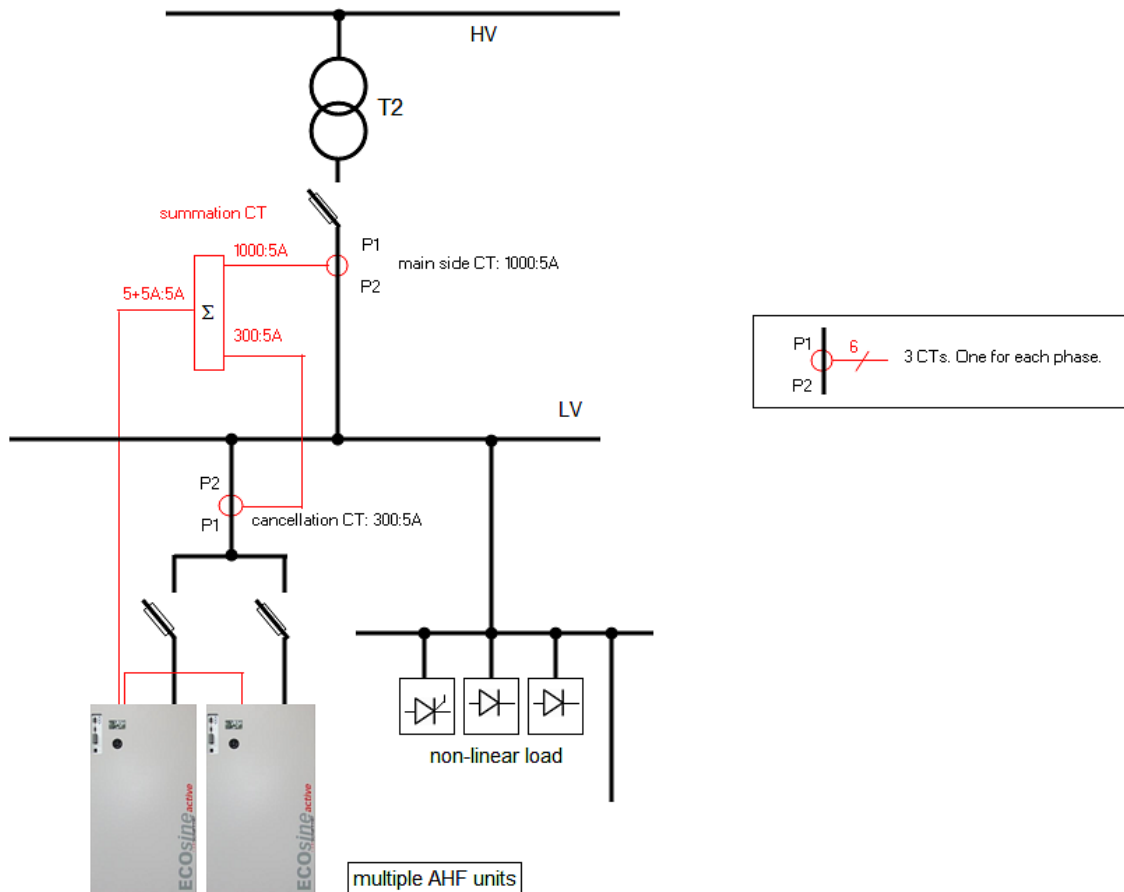 HV
T2
summation CT
1000:5A
P1
main side CT: 1000:5A
P2
5+5A:5A
Σ
300:5A
P1
6
3 CTs. One for each phase.
P2
LV
P2
P1
cancellation CT: 300:5A
non-linear load
ECOsine active
ECOsine active
multiple AHF units